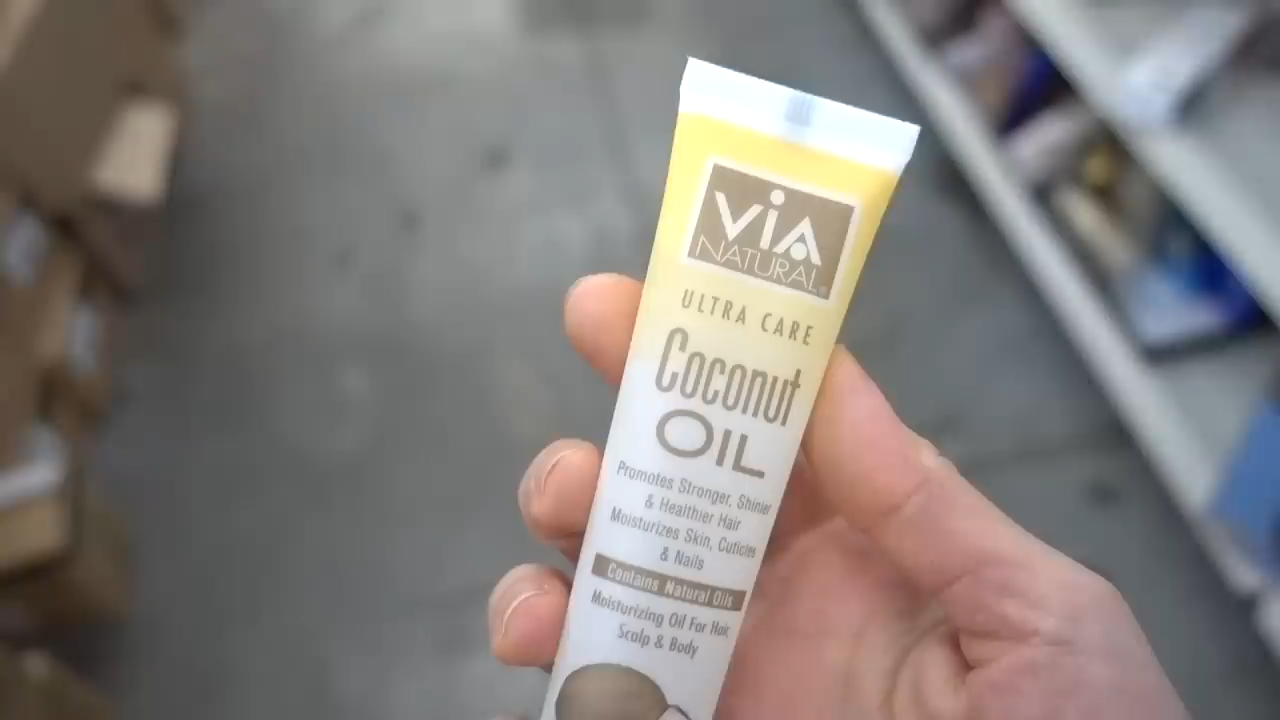 ViA
NATURAL®
ULTRA CARE
Coconut
OIL
Promotes Stronger, Shinier
& Healthier Hair
Moisturizes Skin, Cuticles
& Nails
Contains Natural Oils
Moisturizing Oil For Hair,
Scalp & Body